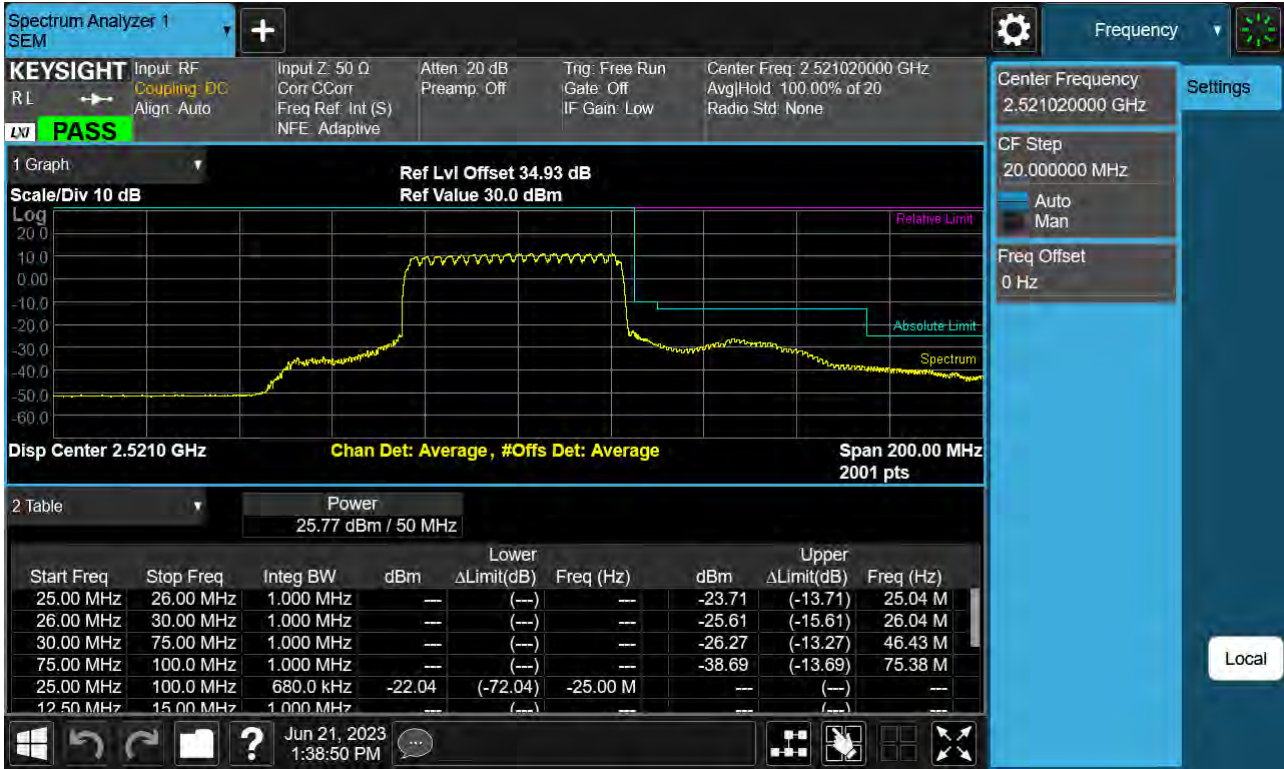 Spectrum Analyzer 1
SEM
Frequency
KEYSIGHT
R L
LXI
PASS
Input: RF
Coupling: DC
Align: Auto
Input Z: 50 Ω
Corr CCorr
Freq Ref: Int (S)
NFE: Adaptive
Atten: 20 dB
Preamp: Off
Trig: Free Run
Gate: Off
IF Gain: Low
Center Freq: 2.521020000 GHz
Avg|Hold: 100.00% of 20
Radio Std: None
Center Frequency
2.521020000 GHz
Settings
CF Step
20.000000 MHz
Auto
Man
Freq Offset
0 Hz
Local
1 Graph
Scale/Div 10 dB
Ref Lvl Offset 34.93 dB
Ref Value 30.0 dBm
Log
20.0
10.0
0.00
-10.0
-20.0
-30.0
-40.0
-50.0
-60.0
Relative Limit
Absolute Limit
Spectrum
Disp Center 2.5210 GHz
Chan Det: Average, #Offs Det: Average
Span 200.00 MHz
2001 pts
2 Table
Power
25.77 dBm / 50 MHz
Lower Upper
Start Freq Stop Freq Integ BW dBm ΔLimit(dB) Freq (Hz) dBm ΔLimit(dB) Freq (Hz)
25.00 MHz 26.00 MHz 1.000 MHz --- (---) --- -23.71 (-13.71) 25.04 M
26.00 MHz 30.00 MHz 1.000 MHz --- (---) --- -25.61 (-15.61) 26.04 M
30.00 MHz 75.00 MHz 1.000 MHz --- (---) --- -26.27 (-13.27) 46.43 M
75.00 MHz 100.0 MHz 1.000 MHz --- (---) --- -38.69 (-13.69) 75.38 M
25.00 MHz 100.0 MHz 680.0 kHz -22.04 (-72.04) -25.00 M --- (---) ---
12.50 MHz 15.00 MHz 1.000 MHz --- (---) --- --- (---) ---
Jun 21, 2023
1:38:50 PM